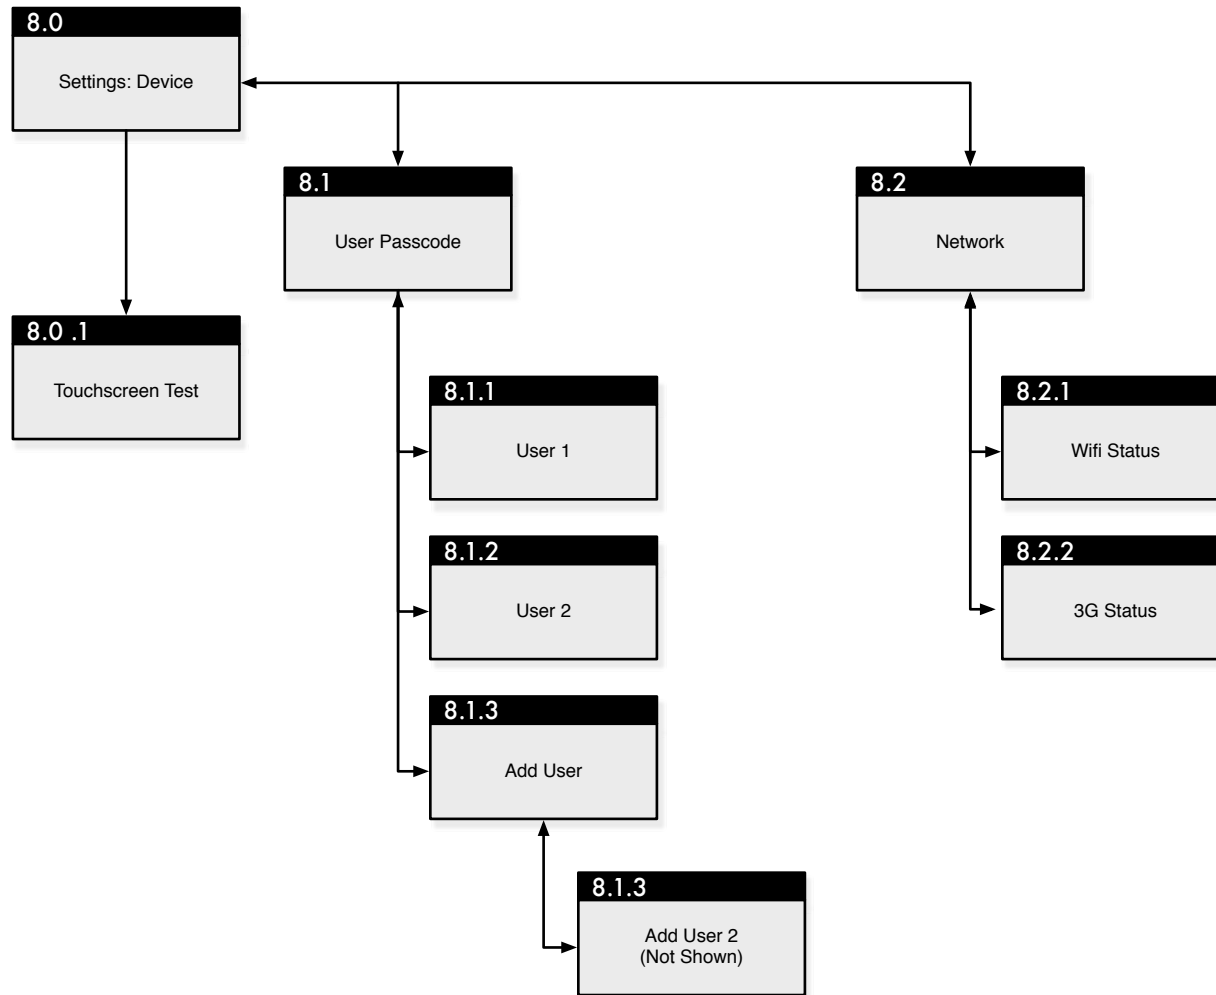 8.0
Settings: Device
8.1
User Passcode
8.2
Network
8.0 .1
Touchscreen Test
8.1.1
User 1
8.2.1
Wifi Status
8.1.2
User 2
8.2.2
3G Status
8.1.3
Add User
8.1.3
Add User 2
(Not Shown)